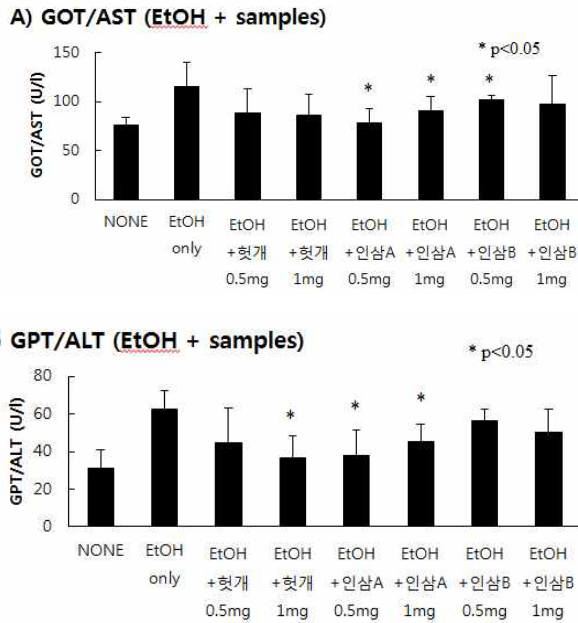 A) GOT/AST (EtOH + samples)
* p<0.05
GOT/AST (U/l)
150
100
50
0
* * *
NONE EtOH only EtOH +헛개 0.5mg EtOH +헛개 1mg EtOH +인삼A 0.5mg EtOH +인삼A 1mg EtOH +인삼B 0.5mg EtOH +인삼B 1mg
GPT/ALT (EtOH + samples)
* p<0.05
GPT/ALT (U/l)
80
60
40
20
0
* * *
NONE EtOH only EtOH +헛개 0.5mg EtOH +헛개 1mg EtOH +인삼A 0.5mg EtOH +인삼A 1mg EtOH +인삼B 0.5mg EtOH +인삼B 1mg